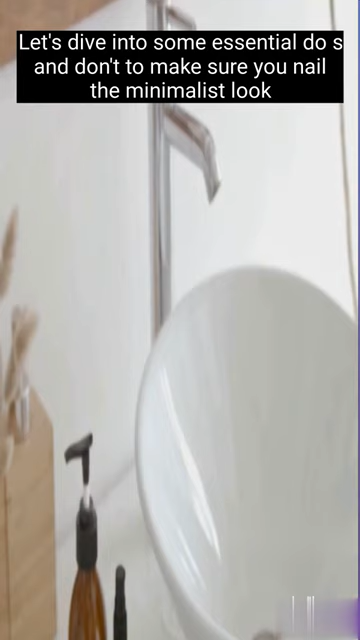 Let's dive into some essential do s
and don't to make sure you nail
the minimalist look